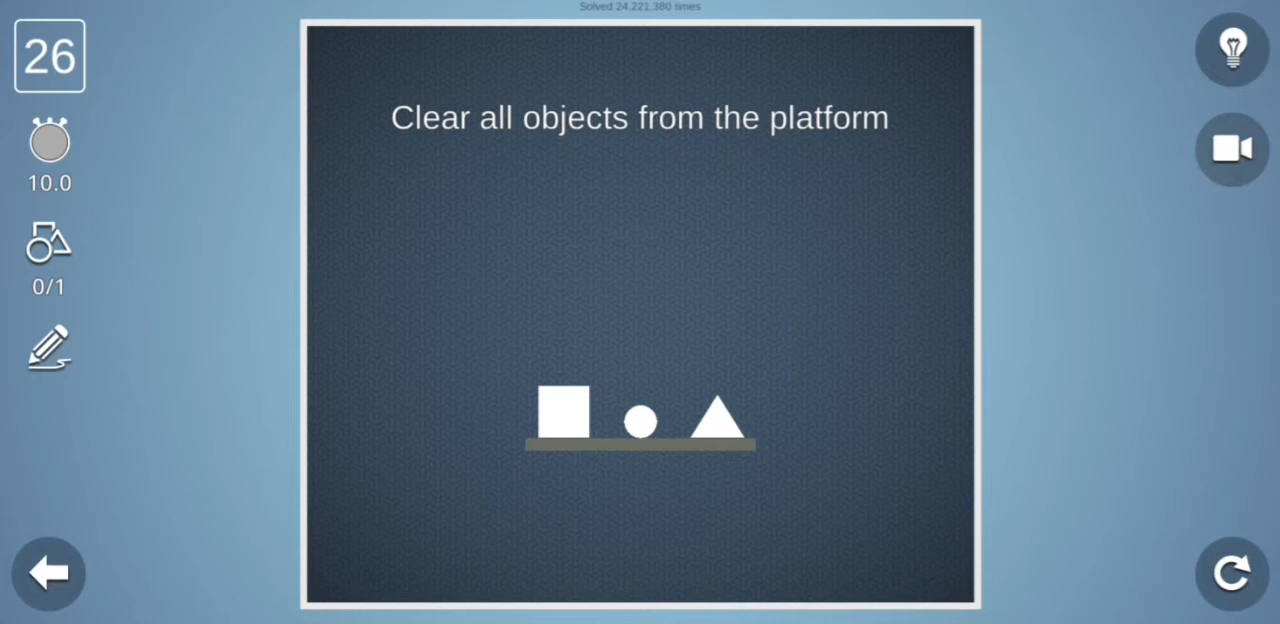 Solved 24,221,380 times
26
Clear all objects from the platform
10.0
0/1